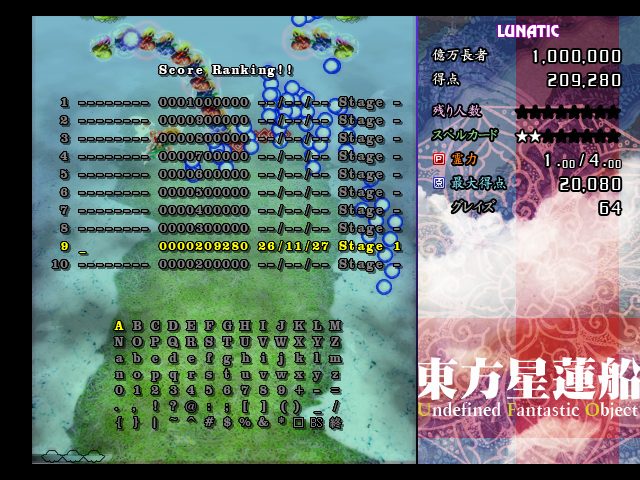 Score Ranking!!
1 -------- 0001000000 --/--/-- Stage -
2 -------- 0000900000 --/--/-- Stage -
3 -------- 0000800000 --/--/-- Stage -
4 -------- 0000700000 --/--/-- Stage -
5 -------- 0000600000 --/--/-- Stage -
6 -------- 0000500000 --/--/-- Stage -
7 -------- 0000400000 --/--/-- Stage -
8 -------- 0000300000 --/--/-- Stage -
9 _ 0000209280 26/11/27 Stage 1
10 -------- 0000200000 --/--/-- Stage -
A B C D E F G H I J K L M
N O P Q R S T U V W X Y Z
a b c d e f g h i j k l m
n o p q r s t u v w x y z
0 1 2 3 4 5 6 7 8 9 + - =
. , ! ? @ : ; [ ] ( ) _ /
{ } | ~ ^ # $ % & * □ BS 終
LUNATIC
億万長者 1,000,000
得点 209,280
残り人数 ★★★★★★★★
スペルカード ★★★★★★★★
P 霊力 1.00/4.00
点 最大得点 20,080
グレイズ 64
東方星蓮船
Undefined Fantastic Object